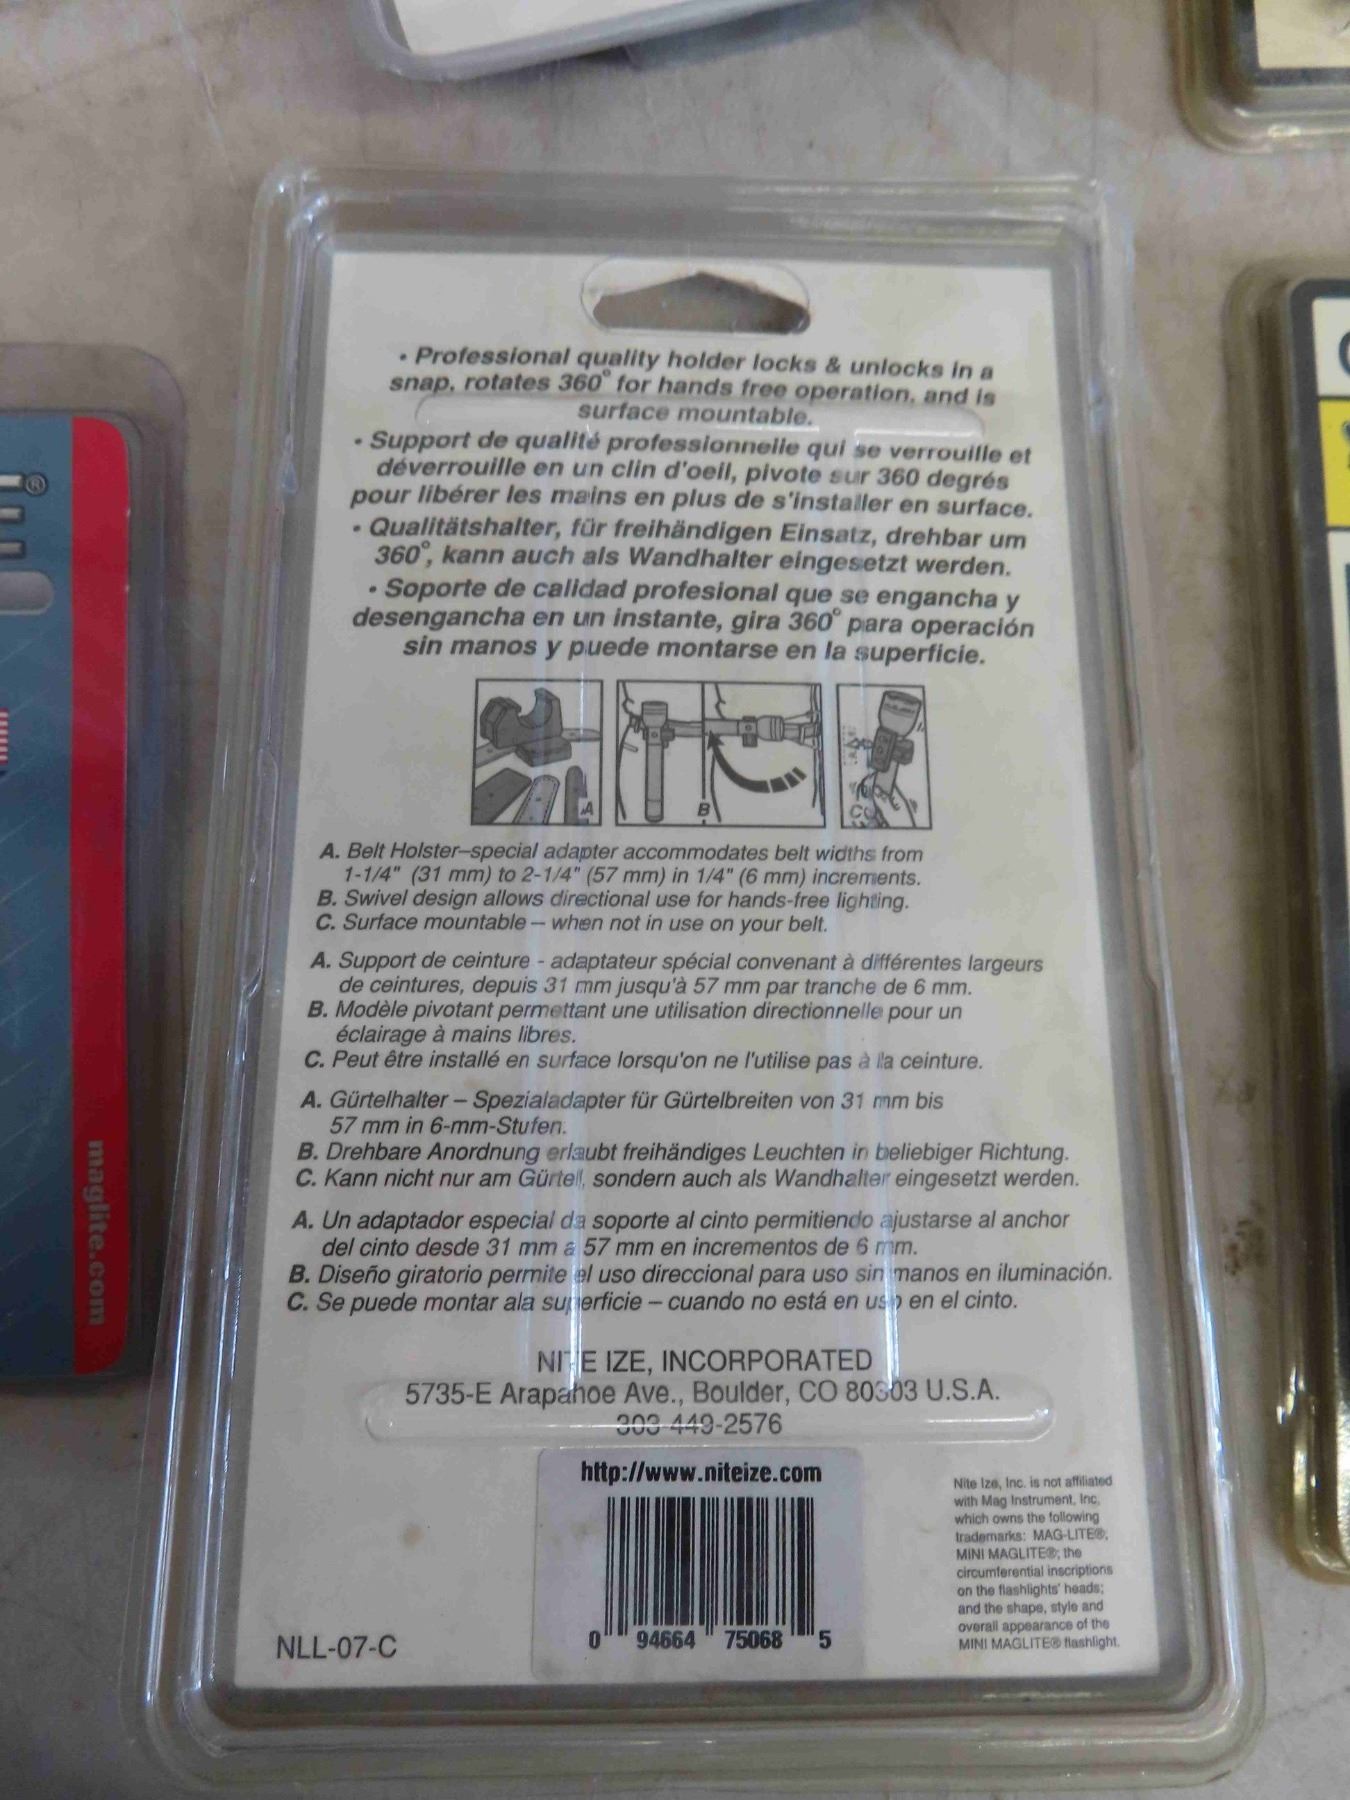 • Professional quality holder locks & unlocks in a
snap, rotates 360° for hands free operation, and is
surface mountable.
• Support de qualité professionnelle qui se verrouille et
déverrouille en un clin d'oeil, pivote sur 360 degrés
pour libérer les mains en plus de s'installer en surface.
• Qualitätshalter, für freihändigen Einsatz, drehbar um
360°, kann auch als Wandhalter eingesetzt werden.
• Soporte de calidad profesional que se engancha y
desengancha en un instante, gira 360° para operación
sin manos y puede montarse en la superficie.
A B C
A. Belt Holster–special adapter accommodates belt widths from
1-1/4" (31 mm) to 2-1/4" (57 mm) in 1/4" (6 mm) increments.
B. Swivel design allows directional use for hands-free lighting.
C. Surface mountable – when not in use on your belt.
A. Support de ceinture - adaptateur spécial convenant à différentes largeurs
de ceintures, depuis 31 mm jusqu'à 57 mm par tranche de 6 mm.
B. Modèle pivotant permettant une utilisation directionnelle pour un
éclairage à mains libres.
C. Peut être installé en surface lorsqu'on ne l'utilise pas à la ceinture.
A. Gürtelhalter – Spezialadapter für Gürtelbreiten von 31 mm bis
57 mm in 6-mm-Stufen.
B. Drehbare Anordnung erlaubt freihändiges Leuchten in beliebiger Richtung.
C. Kann nicht nur am Gürtel, sondern auch als Wandhalter eingesetzt werden.
A. Un adaptador especial da soporte al cinto permitiendo ajustarse al anchor
del cinto desde 31 mm a 57 mm en incrementos de 6 mm.
B. Diseño giratorio permite el uso direccional para uso sin manos en iluminación.
C. Se puede montar ala superficie – cuando no está en uso en el cinto.
NITE IZE, INCORPORATED
5735-E Arapahoe Ave., Boulder, CO 80303 U.S.A.
303-449-2576
http://www.niteize.com
0 94664 75068 5
NLL-07-C
Nite Ize, Inc. is not affiliated
with Mag Instrument, Inc.
which owns the following
trademarks: MAG-LITE®;
MINI MAGLITE®; the
circumferential inscriptions
on the flashlights' heads;
and the shape, style and
overall appearance of the
MINI MAGLITE® flashlight.
maglite.com